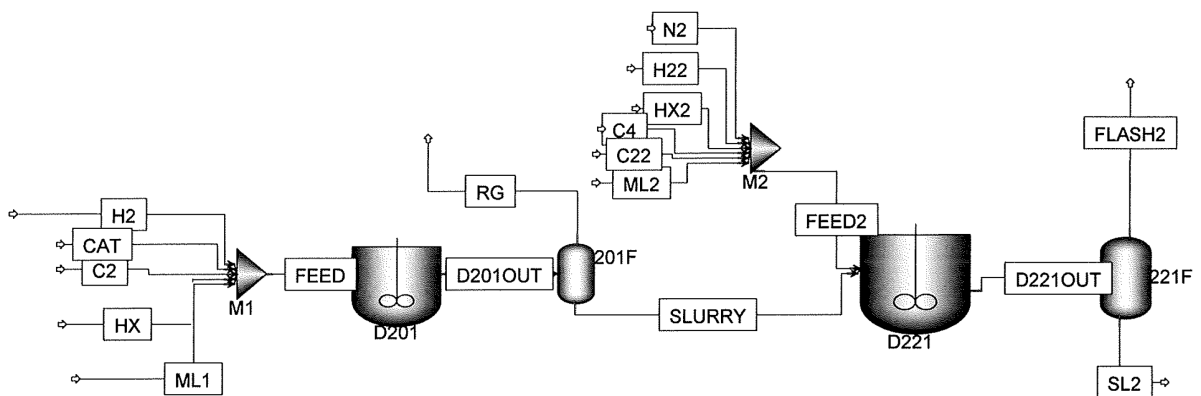 N2
H22
HX2
C4
C22
ML2
M2
FLASH2
RG
H2
CAT
C2
HX
ML1
M1
FEED
D201
D201OUT
201F
FEED2
SLURRY
D221
D221OUT
221F
SL2